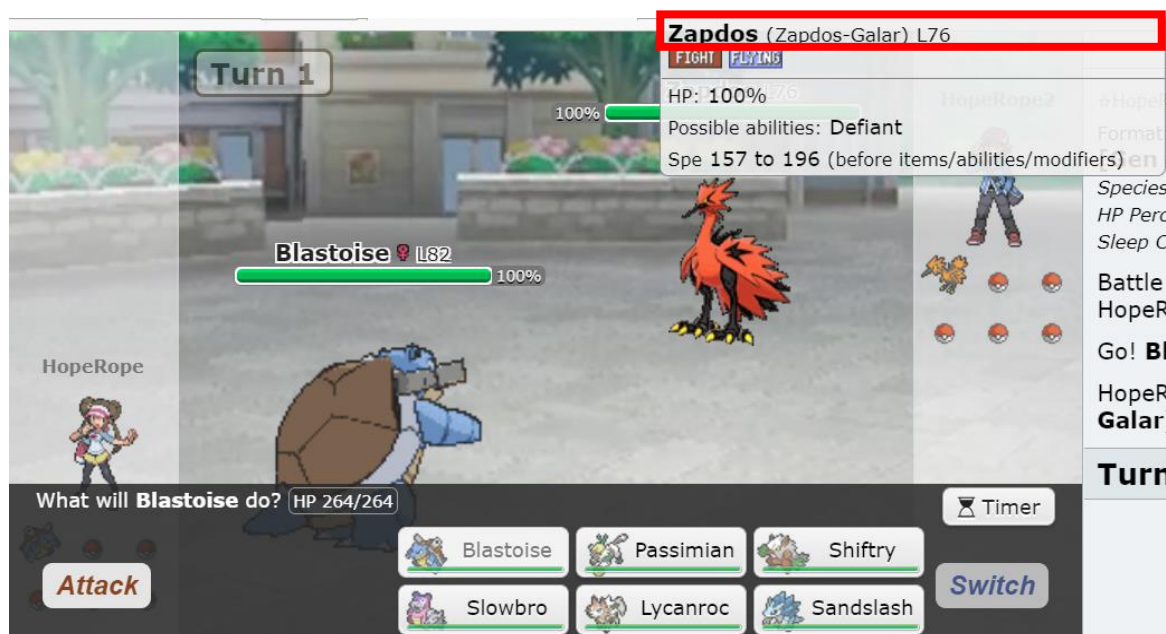 Zapdos (Zapdos-Galar) L76
FIGHT FLYING
HP: 100%
Possible abilities: Defiant
Spe 157 to 196 (before items/abilities/modifiers)
Turn 1
100%
HopeRope2
Format
[Gen
Species
HP Perc
Sleep C
Battle
HopeR
Go! Bl
HopeR
Galar
Turn
Blastoise L82
100%
HopeRope
What will Blastoise do? HP 264/264
Timer
Blastoise Passimian Shiftry
Attack
Switch
Slowbro Lycanroc Sandslash